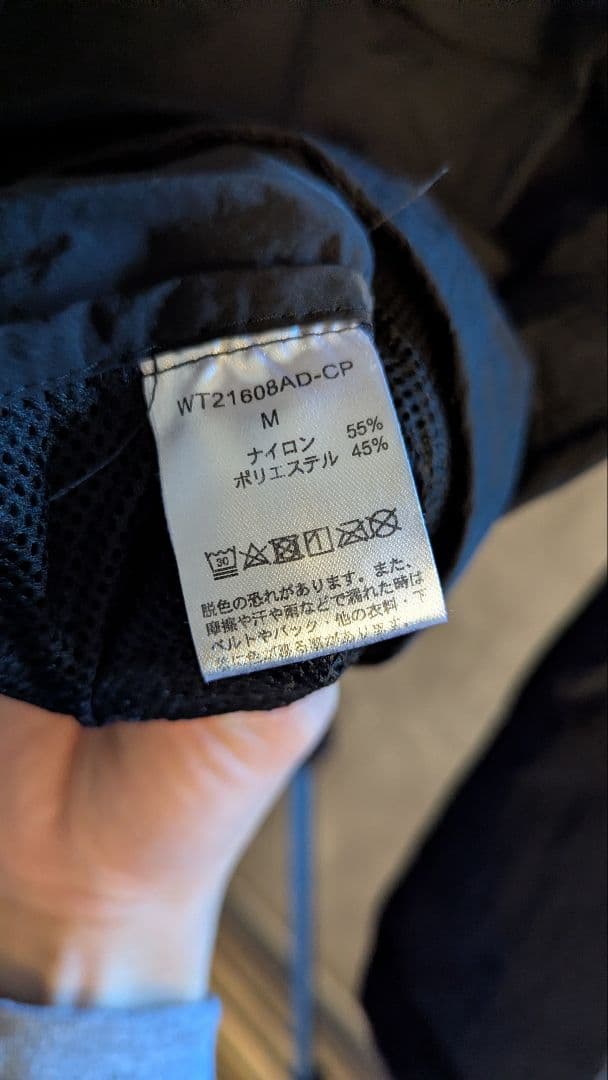 WT21608AD-CP
M
ナイロン 55%
ポリエステル 45%
30
脱色の恐れがあります。また、
摩擦や汗や雨などで濡れた時は
ベルトやバッグ・他の衣料・下